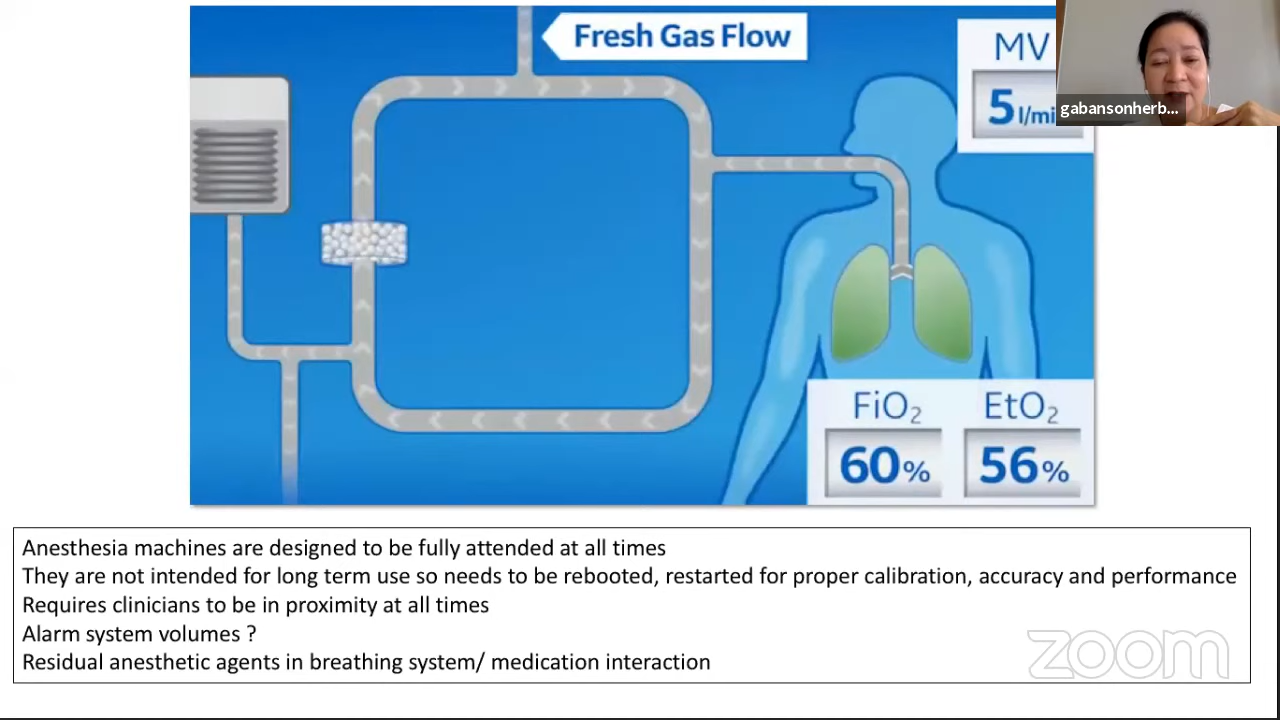 Fresh Gas Flow
MV
5 l/mi
gabansonherb...
FiO₂ EtO₂
60% 56%
Anesthesia machines are designed to be fully attended at all times
They are not intended for long term use so needs to be rebooted, restarted for proper calibration, accuracy and performance
Requires clinicians to be in proximity at all times
Alarm system volumes ?
Residual anesthetic agents in breathing system/ medication interaction
zoom